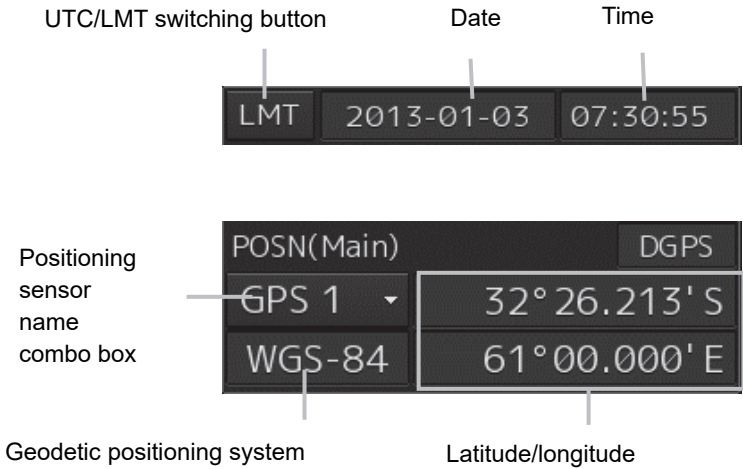 UTC/LMT switching button
Date
Time
LMT 2013-01-03 07:30:55
POSN(Main) DGPS
Positioning
sensor
name
combo box
GPS 1 32°26.213'S
WGS-84 61°00.000'E
Geodetic positioning system
Latitude/longitude